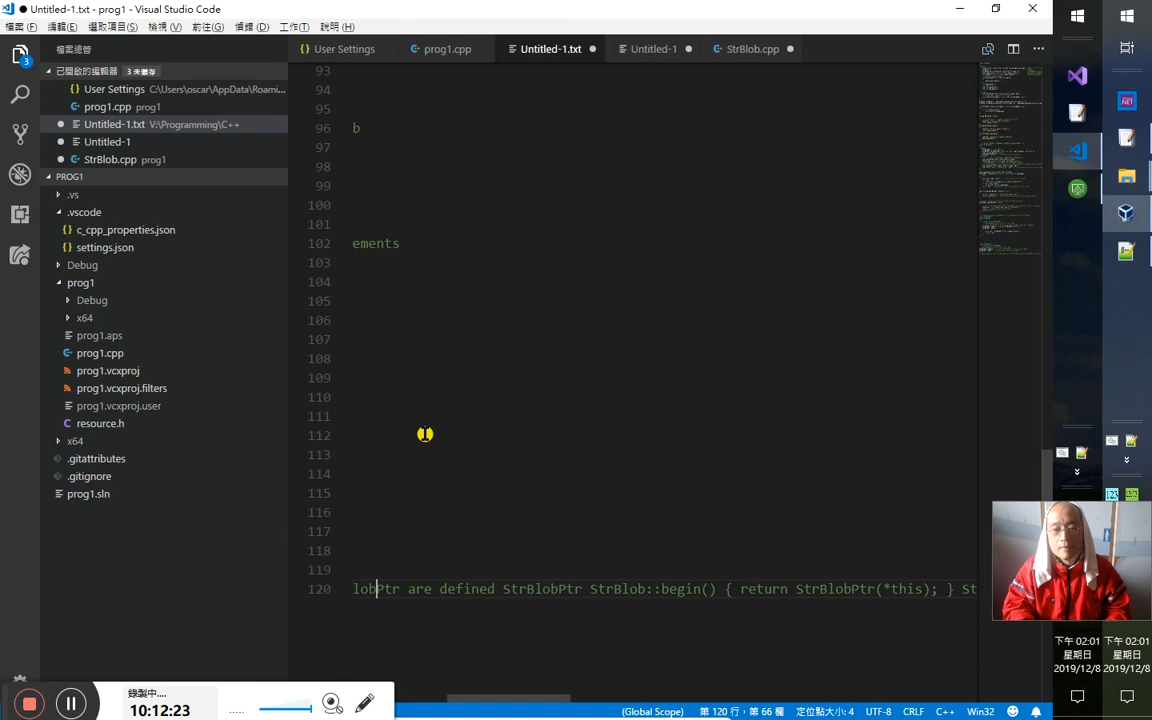 ● Untitled-1.txt - prog1 - Visual Studio Code
檔案 (F) 編輯(E) 選取項目(S) 檢視 (V) 前往(G) 偵錯(D) 工作(T) 說明 (H)
檔案總管
User Settings
prog1.cpp
Untitled-1.txt
Untitled-1
StrBlob.cpp
已開啟的編輯器 3 未儲存
User Settings C:\Users\oscar\AppData\Roami...
prog1.cpp prog1
Untitled-1.txt V:\Programming\C++
Untitled-1
StrBlob.cpp prog1
3
PROG1
.vs
.vscode
c_cpp_properties.json
settings.json
Debug
prog1
Debug
x64
prog1.aps
prog1.cpp
prog1.vcxproj
prog1.vcxproj.filters
prog1.vcxproj.user
resource.h
x64
.gitattributes
.gitignore
prog1.sln
93
94
95
96 b
97
98
99
100
101
102 ements
103
104
105
106
107
108
109
110
111
112
113
114
115
116
117
118
119
120 lobPtr are defined StrBlobPtr StrBlob::begin() { return StrBlobPtr(*this); } St
錄製中....
10:12:23
(Global Scope) 第 120 行，第 66 欄 定位點大小: 4 UTF-8 CRLF C++ Win32
.NET
123
下午 02:01 下午 02:01
星期日 星期日
2019/12/8 2019/12/8